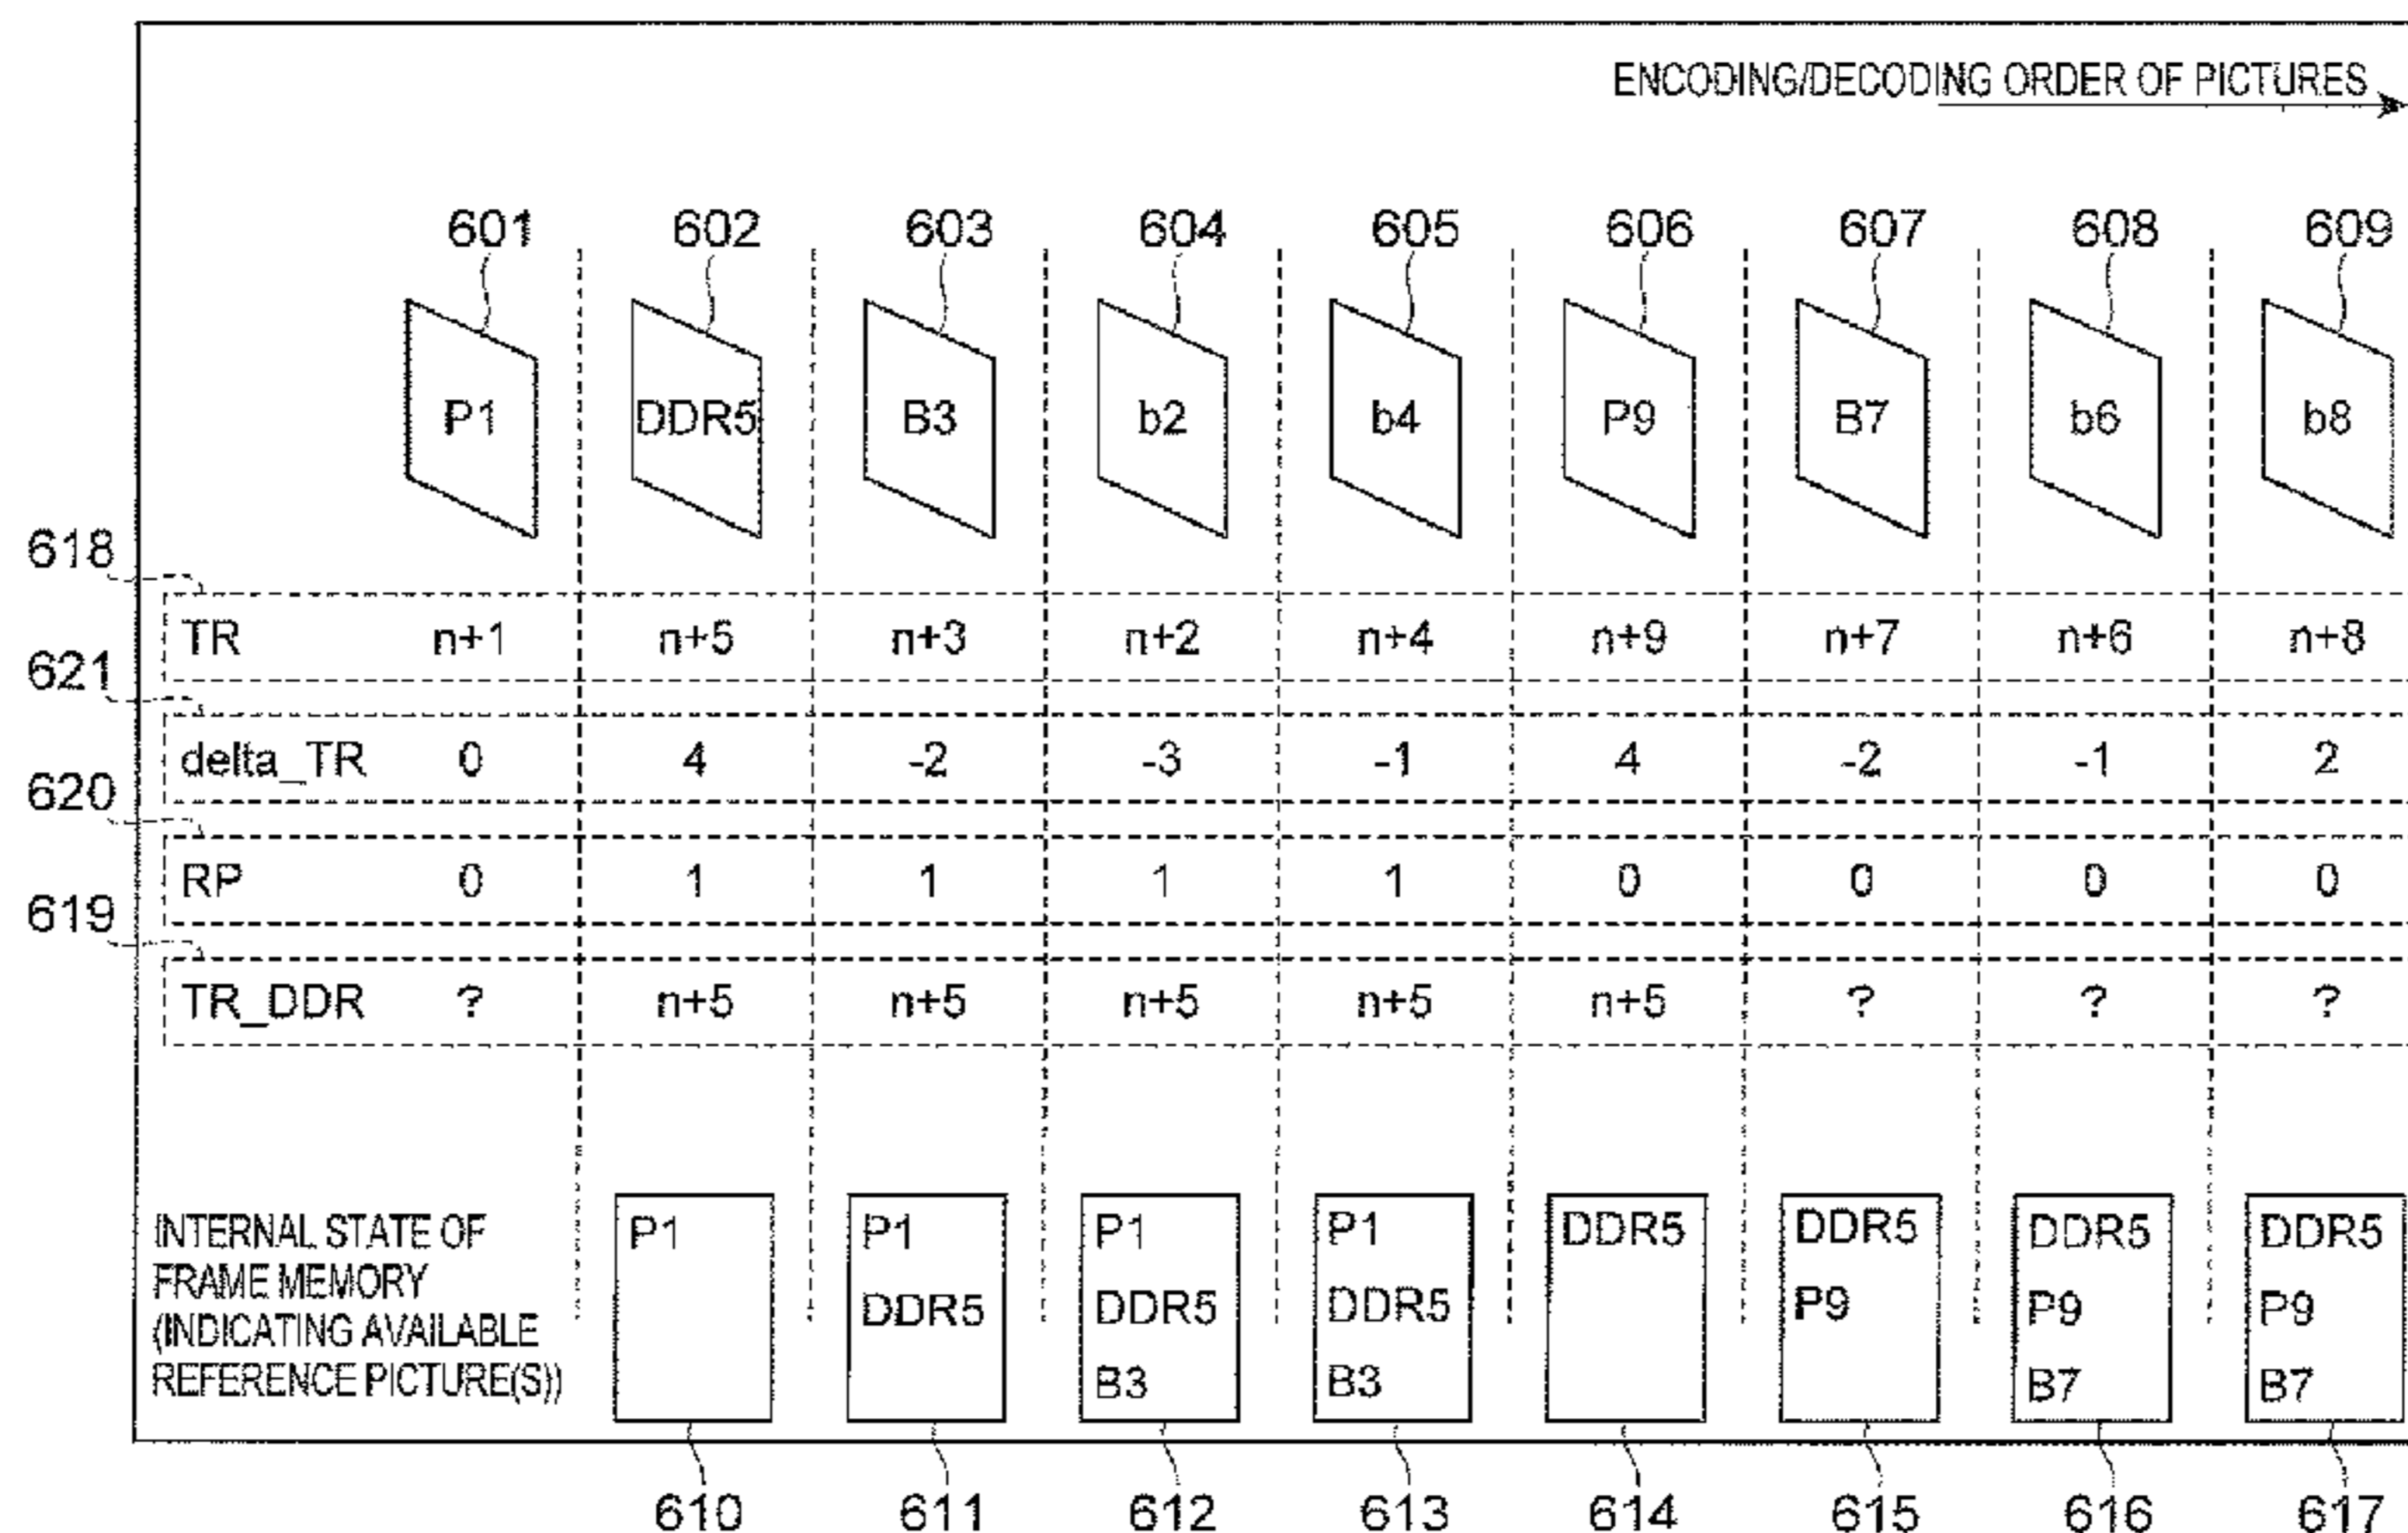 ENCODING/DECODING ORDER OF PICTURES
601 602 603 604 605 606 607 608 609
P1 DDR5 B3 b2 b4 P9 B7 b6 b8
618
TR n+1 n+5 n+3 n+2 n+4 n+9 n+7 n+6 n+8
621
delta_TR 0 4 -2 -3 -1 4 -2 -1 2
620
RP 0 1 1 1 1 0 0 0 0
619
TR_DDR ? n+5 n+5 n+5 n+5 n+5 ? ? ?
INTERNAL STATE OF
FRAME MEMORY
(INDICATING AVAILABLE
REFERENCE PICTURE(S))
P1 P1 P1 P1 DDR5 DDR5 DDR5 DDR5
DDR5 DDR5 DDR5 P9 P9 P9
B3 B3 B7 B7
610 611 612 613 614 615 616 617